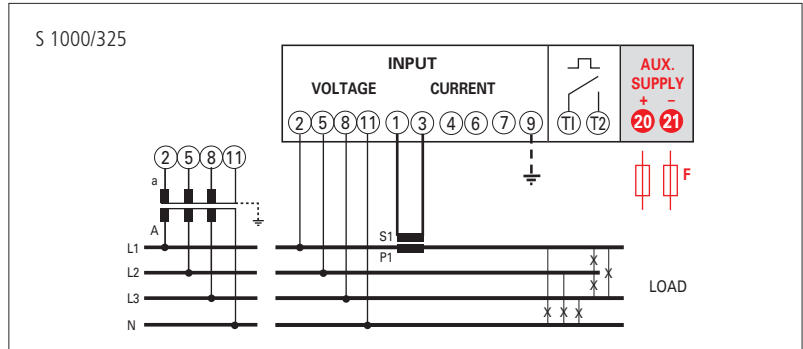 S 1000/325
INPUT
VOLTAGE CURRENT
AUX.
SUPPLY
+ −
2 5 8 11 1 3 4 6 7 9 T1 T2 20 21
F
2 5 8 11
a
A
S1
P1
L1
L2
L3
N
X
X X
X
X X X
LOAD